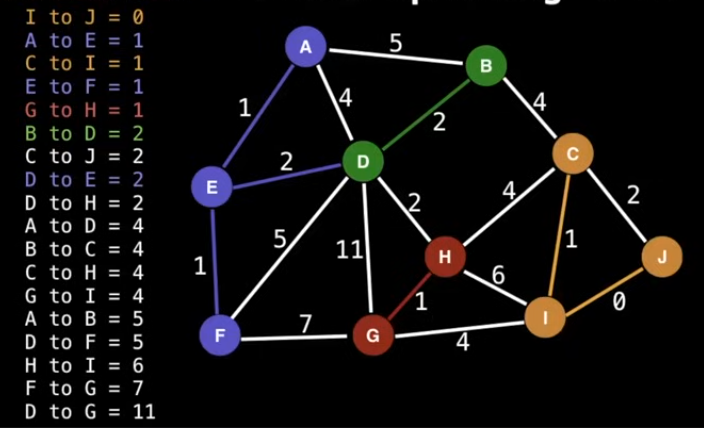 I to J = 0
A to E = 1
C to I = 1
E to F = 1
G to H = 1
B to D = 2
C to J = 2
D to E = 2
D to H = 2
A to D = 4
B to C = 4
C to H = 4
G to I = 4
A to B = 5
D to F = 5
H to I = 6
F to G = 7
D to G = 11
A
5
B
1
4
2
4
C
2
D
E
2
4
2
5
11
1
H
6
J
1
1
0
I
F
7
G
4